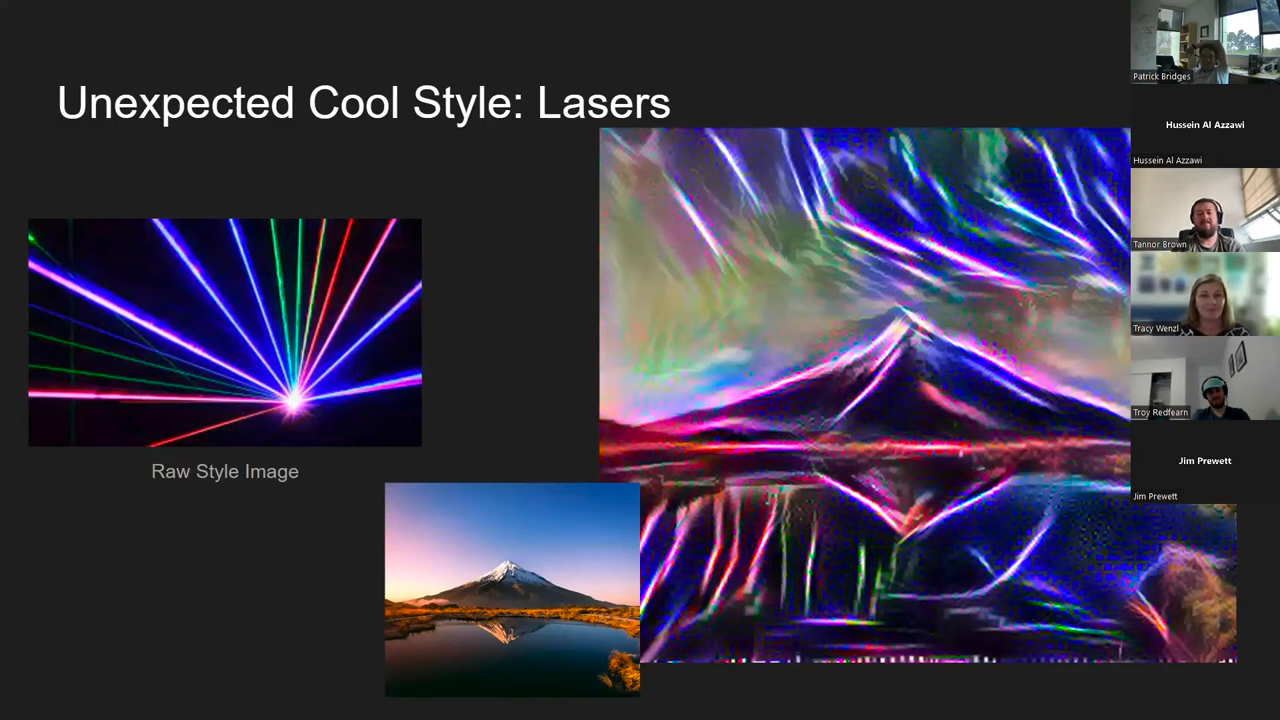 Unexpected Cool Style: Lasers
Raw Style Image
Patrick Bridges
Hussein Al Azzawi
Hussein Al Azzawi
Tannor Brown
Tracy Wenzl
Troy Redfearn
Jim Prewett
Jim Prewett